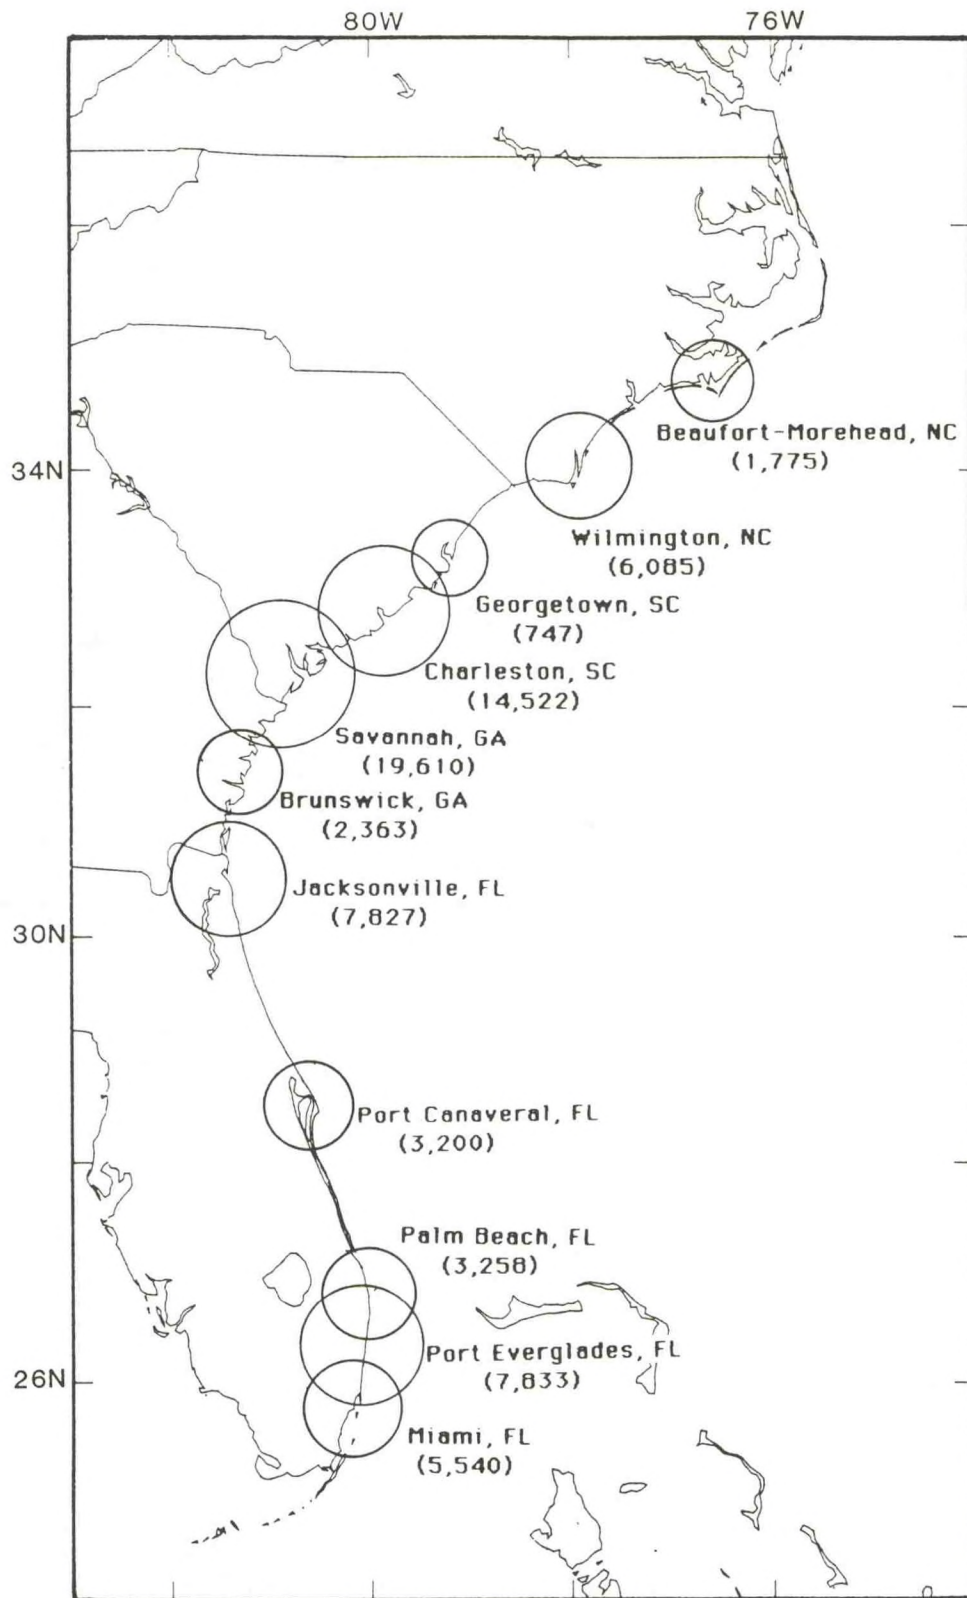 80W
76W
Beaufort-Morehead, NC
(1,775)
34N
Wilmington, NC
(6,085)
Georgetown, SC
(747)
Charleston, SC
(14,522)
Savannah, GA
(19,610)
Brunswick, GA
(2,363)
Jacksonville, FL
(7,827)
30N
Port Canaveral, FL
(3,200)
Palm Beach, FL
(3,258)
Port Everglades, FL
(7,833)
26N
Miami, FL
(5,540)